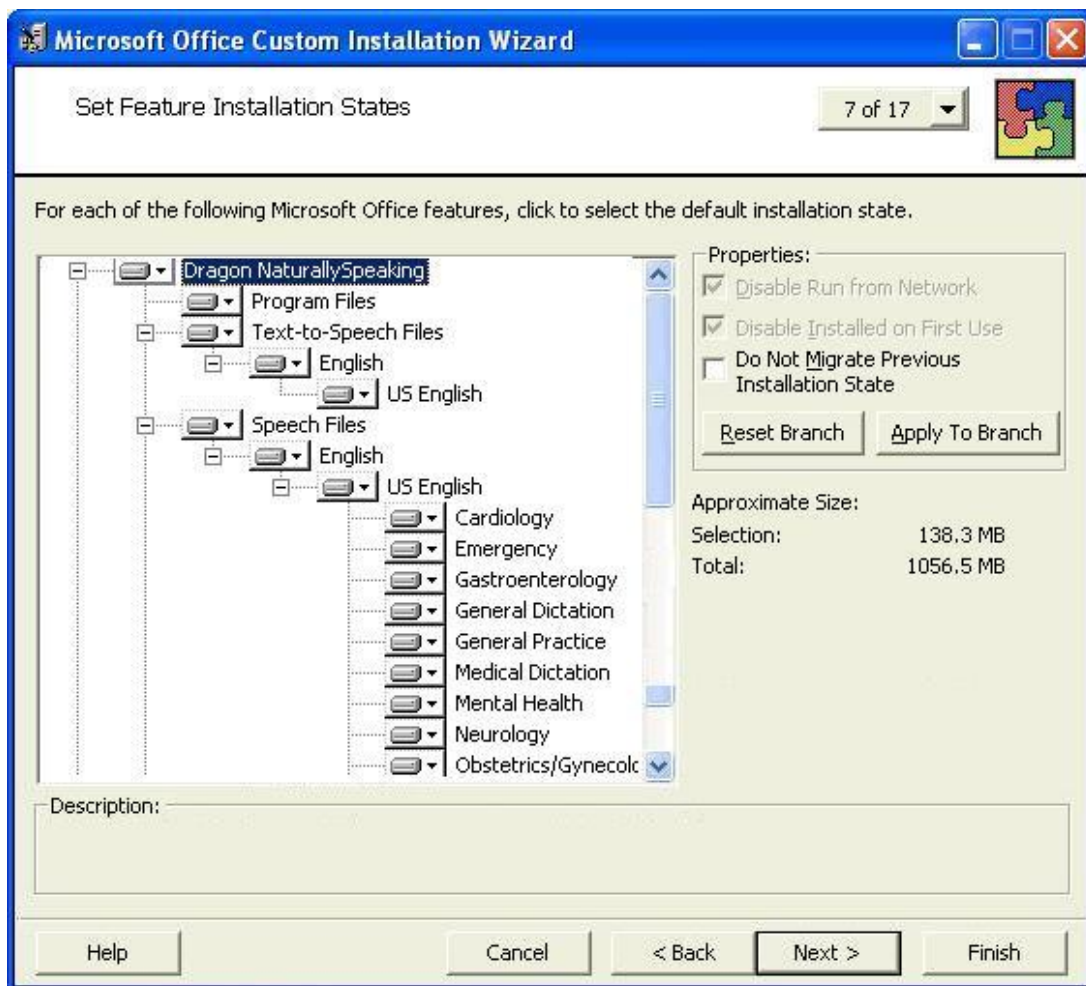 Microsoft Office Custom Installation Wizard
Set Feature Installation States
7 of 17
For each of the following Microsoft Office features, click to select the default installation state.
Dragon NaturallySpeaking
Program Files
Text-to-Speech Files
English
US English
Speech Files
English
US English
Cardiology
Emergency
Gastroenterology
General Dictation
General Practice
Medical Dictation
Mental Health
Neurology
Obstetrics/Gynecolc
Properties:
Disable Run from Network
Disable Installed on First Use
Do Not Migrate Previous
Installation State
Reset Branch Apply To Branch
Approximate Size:
Selection: 138.3 MB
Total: 1056.5 MB
Description:
Help Cancel < Back Next > Finish